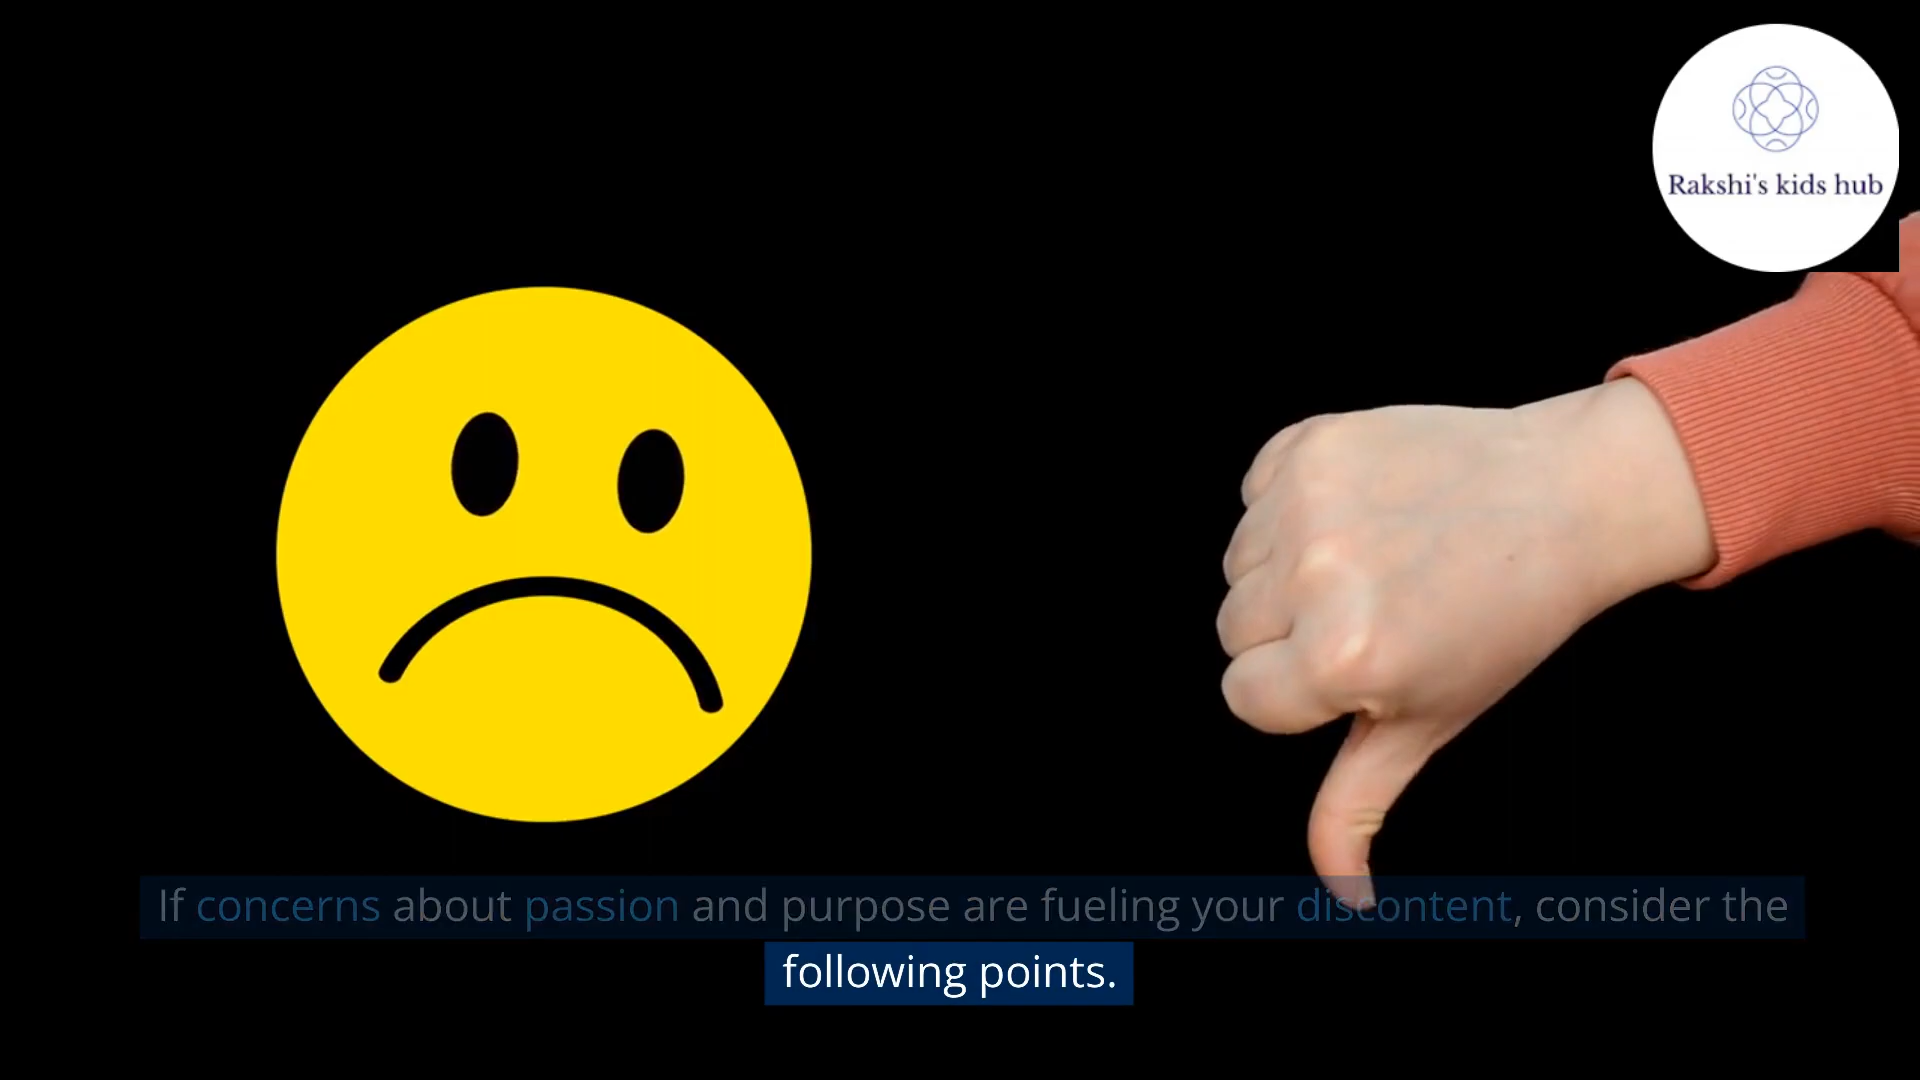 Rakshi's kids hub
If concerns about passion and purpose are fueling your discontent, consider the
following points.